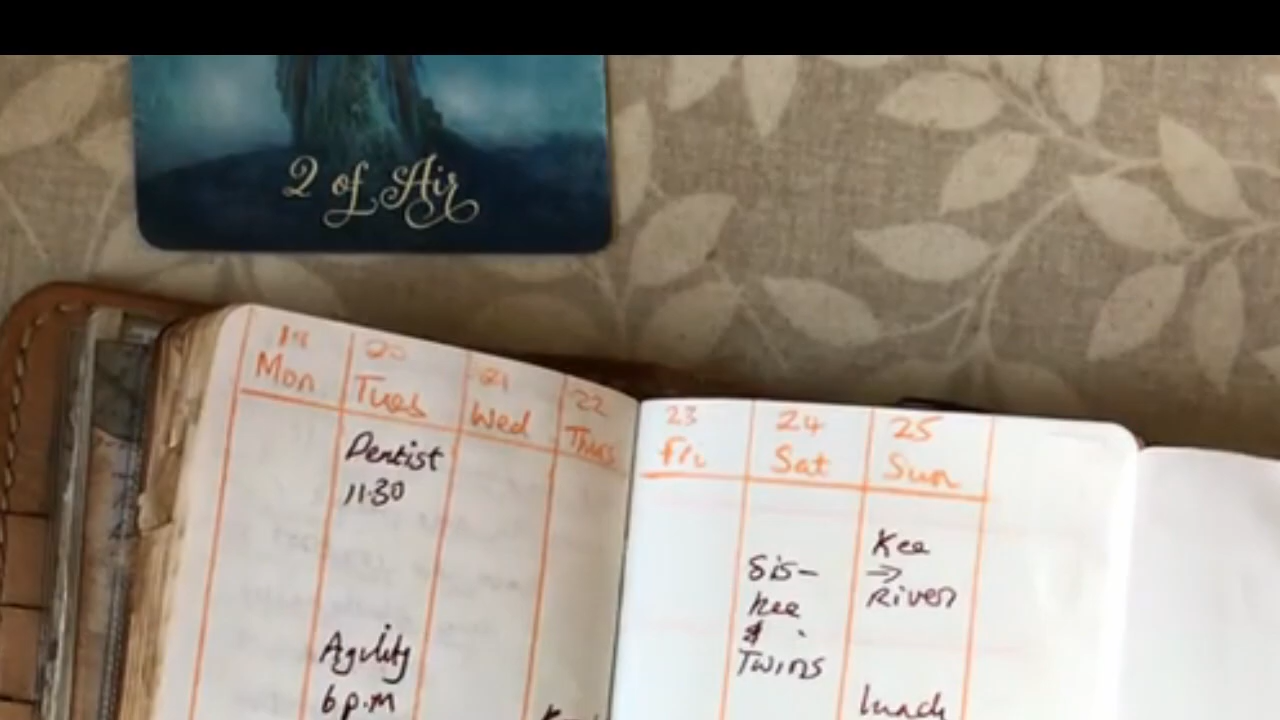 2 of Air
19 20 21 22 23 24 25
Mon Tues Wed Thurs Fri Sat Sun
Dentist
11.30
Agility
6 p.m
Sis-
Kee
&
Twins
Kee
→
River
lunch